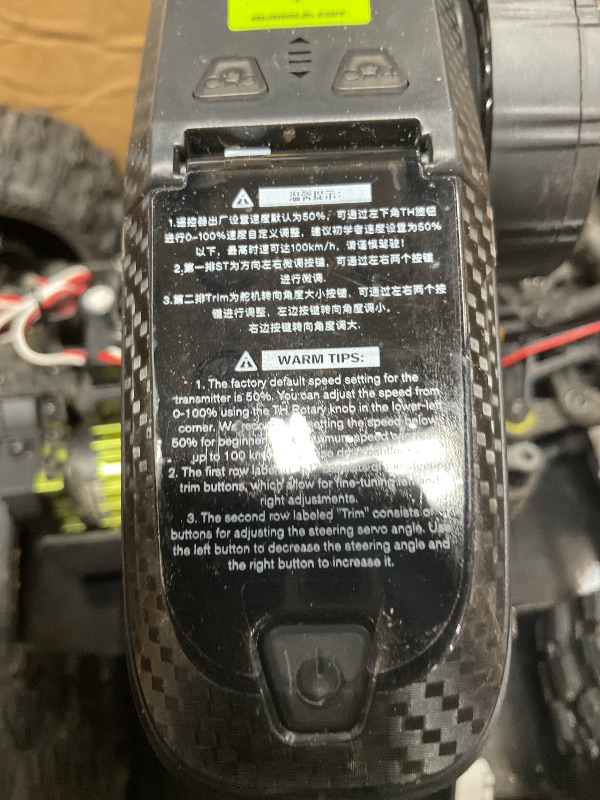 CH3 CH4
温馨提示:
1.遥控器出厂设置速度默认为50%，可通过左下角TH旋钮
进行0-100%速度自定义调整，建议初学者速度设置为50%
以下，最高时速可达100km/h，请谨慎驾驶!
2.第一排ST为方向左右微调按键，可通过左右两个按键
进行微调.
3.第二排Trim为舵机转向角度大小按键，可通过左右两个按
键进行调整，左边按键转向角度调小.
右边按键转向角度调大.
WARM TIPS:
1. The factory default speed setting for the
transmitter is 50%. You can adjust the speed from
0-100% using the TH Rotary knob in the lower-left
corner. We setting the speed below
50% for beginner speed
up to 100
2. The first row
trim buttons, which allow for fine-tuning and
right adjustments.
3. The second row labeled "Trim" consists
buttons for adjusting the steering servo angle. Use
the left button to decrease the steering angle and
the right button to increase it.